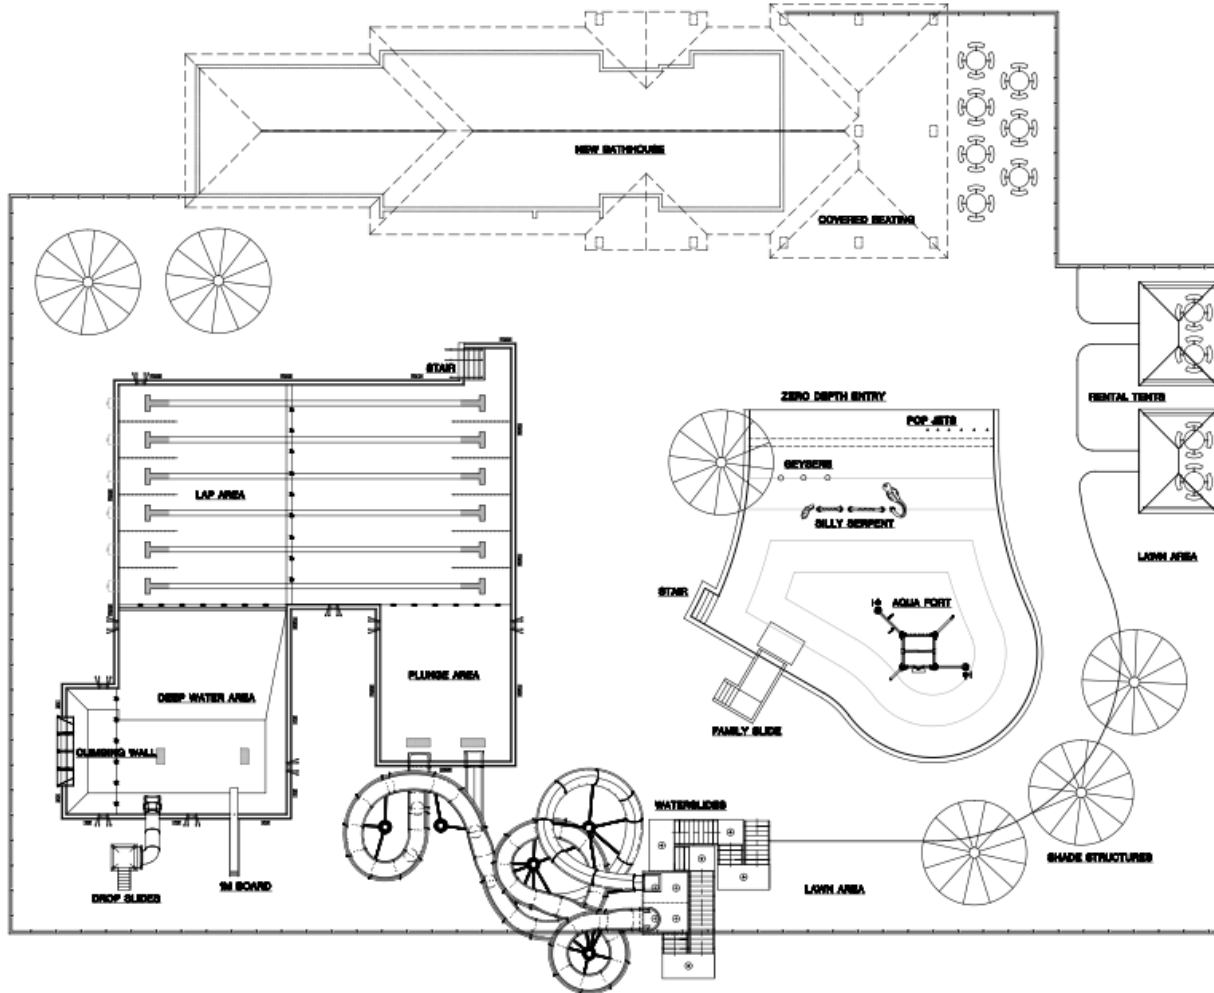 NEW BATHHOUSE
COVERED SEATING
STAIR
ZERO DEPTH ENTRY
RENTAL TENTS
POP JETS
GEYSERS
LAP AREA
SILLY SERPENT
LAWN AREA
STAIR
AQUA FORT
PLUNGE AREA
DEEP WATER AREA
FAMILY SLIDE
CLIMBING WALL
WATERSLIDES
SHADE STRUCTURES
1M BOARD
LAWN AREA
DROP SLIDES